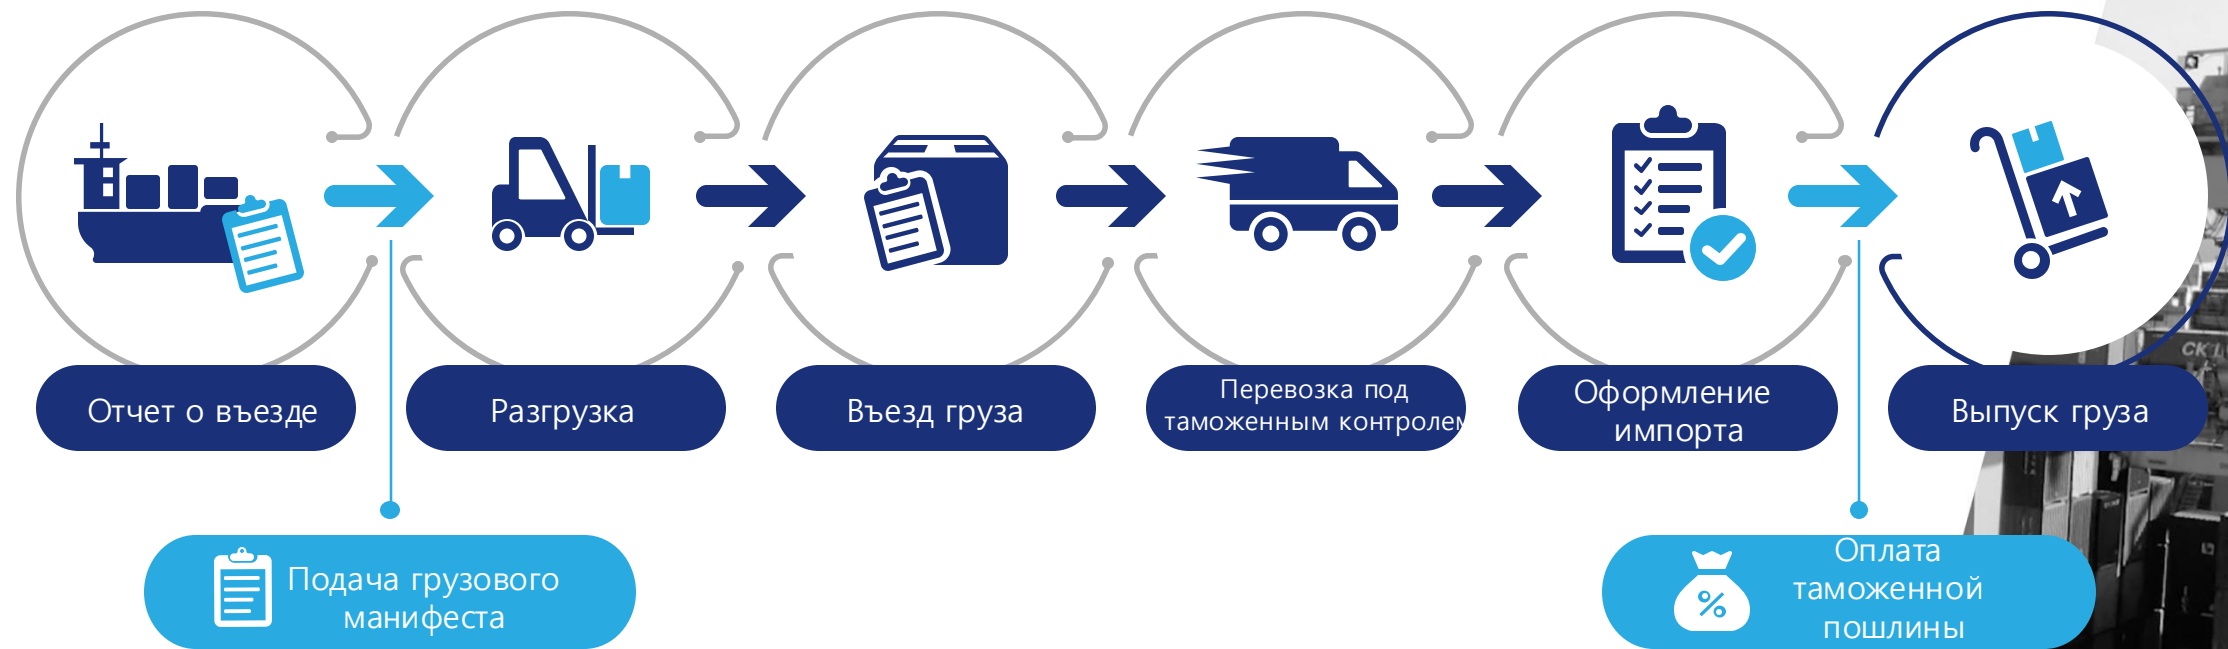 Отчет о въезде
Разгрузка
Въезд груза
Перевозка под
таможенным контролем
Оформление
импорта
Выпуск груза
Подача грузового
манифеста
%
Оплата
таможенной
пошлины